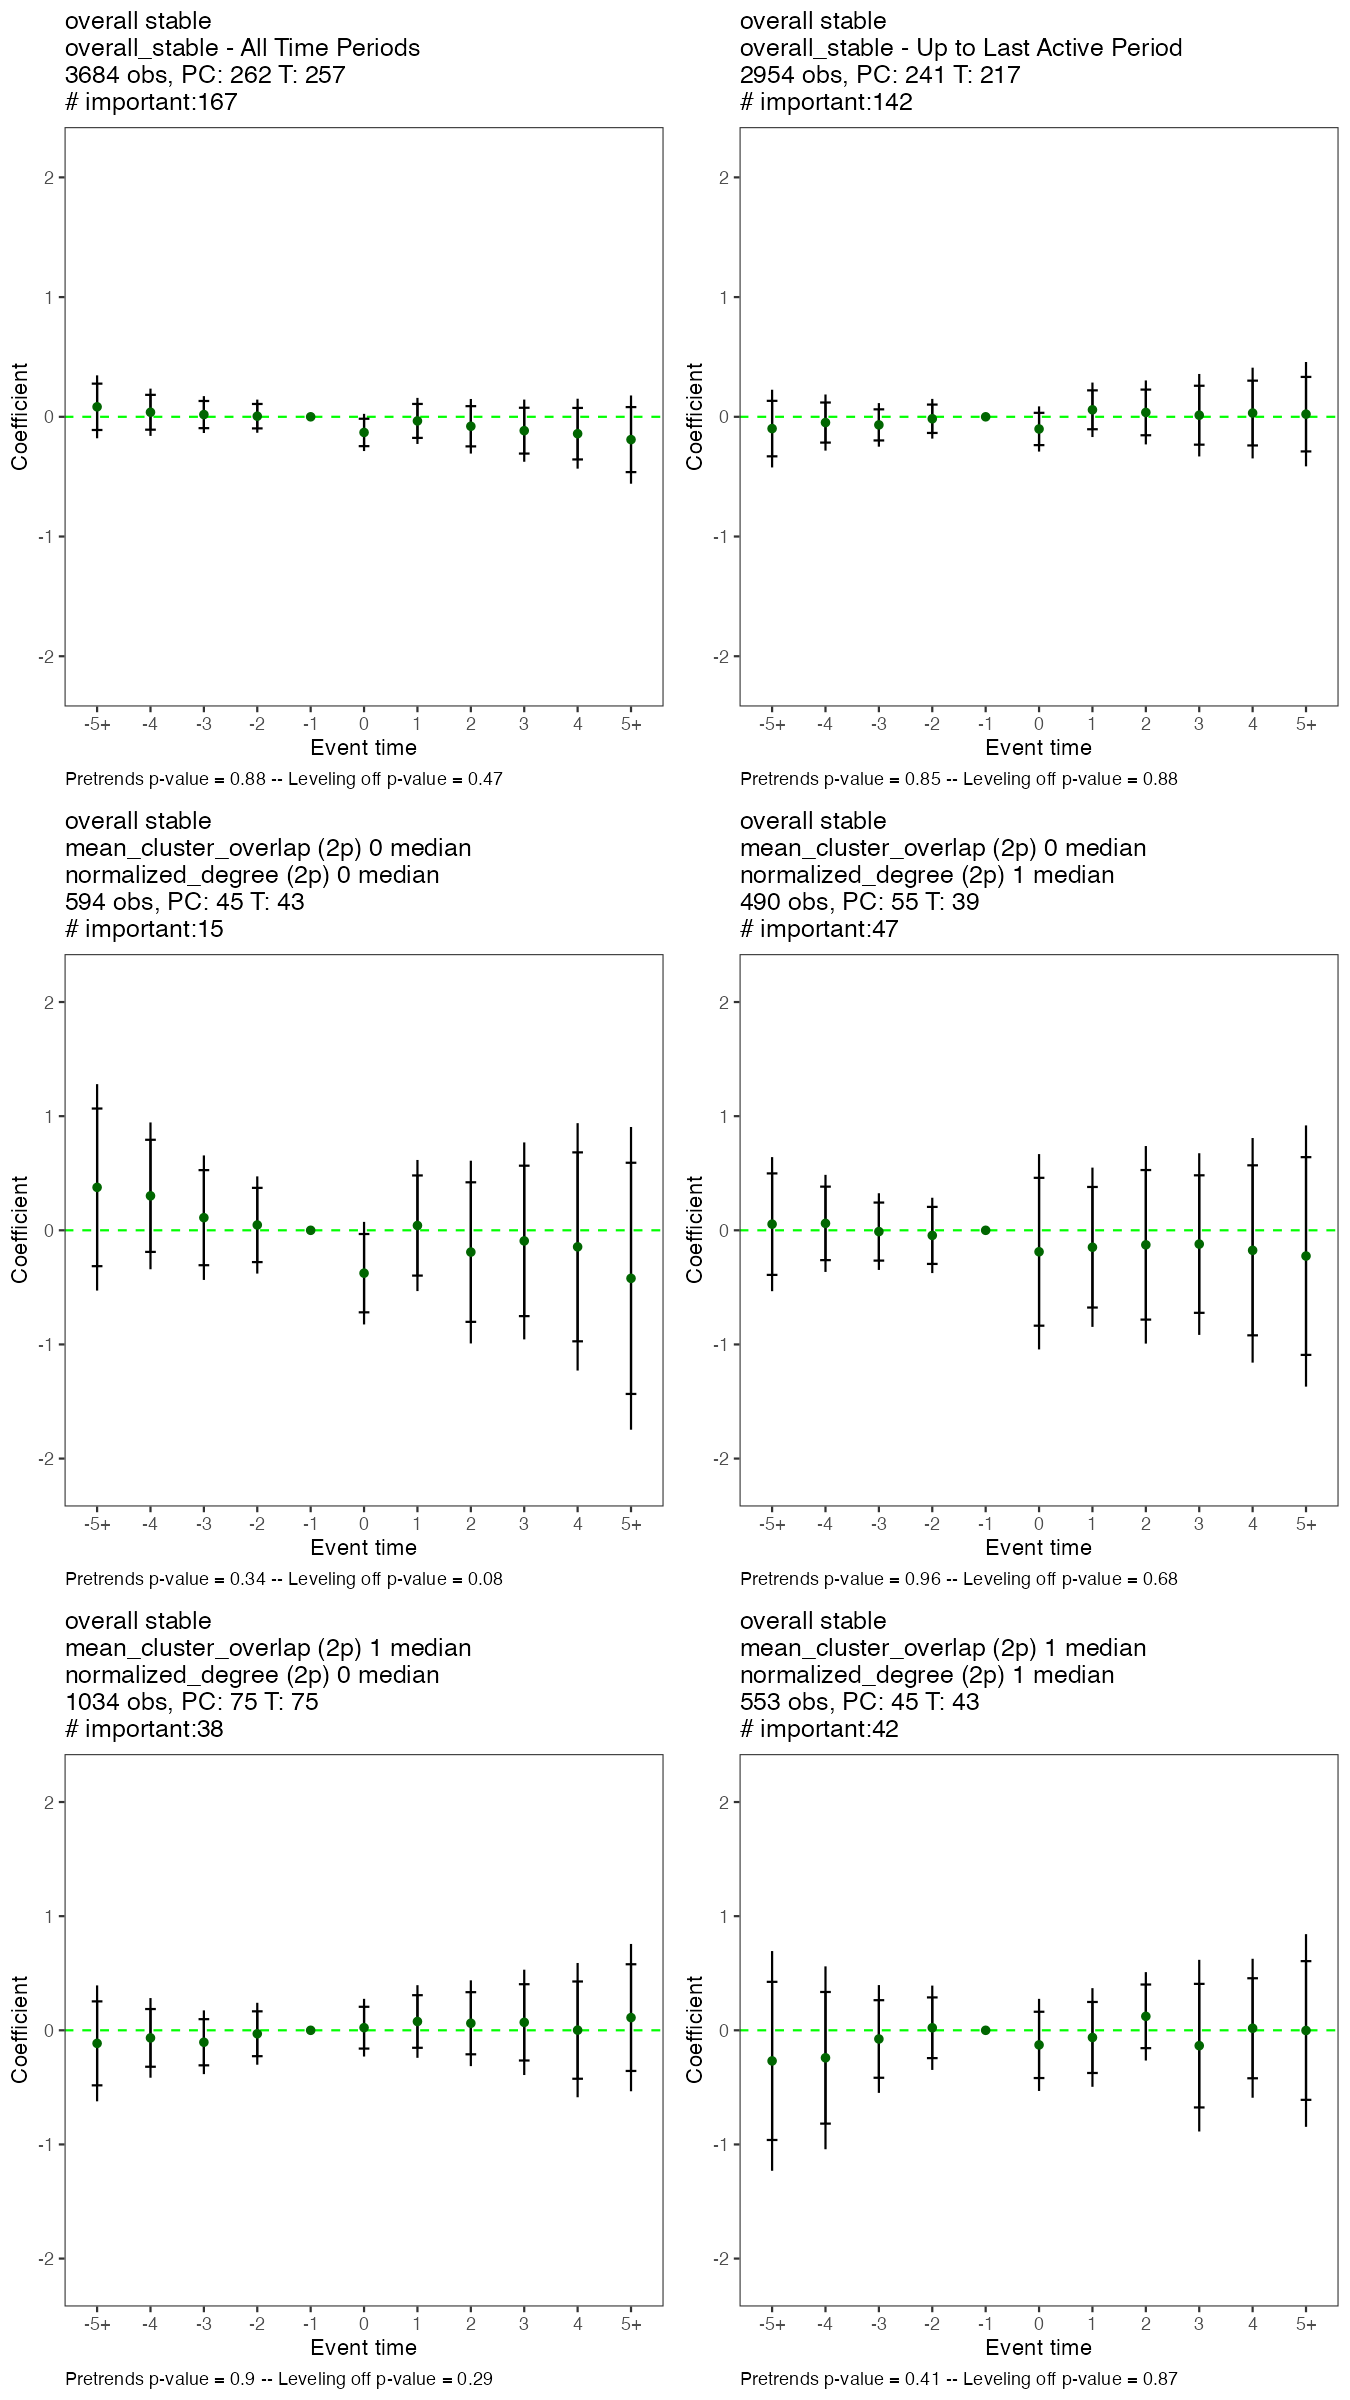 overall stable
overall_stable - All Time Periods
3684 obs, PC: 262 T: 257
# important:167
2
1
0
-1
-2
Coefficient
-5+ -4 -3 -2 -1 0 1 2 3 4 5+
Event time
Pretrends p-value = 0.88 -- Leveling off p-value = 0.47
overall stable
overall_stable - Up to Last Active Period
2954 obs, PC: 241 T: 217
# important:142
2
1
0
-1
-2
Coefficient
-5+ -4 -3 -2 -1 0 1 2 3 4 5+
Event time
Pretrends p-value = 0.85 -- Leveling off p-value = 0.88
overall stable
mean_cluster_overlap (2p) 0 median
normalized_degree (2p) 0 median
594 obs, PC: 45 T: 43
# important:15
2
1
0
-1
-2
Coefficient
-5+ -4 -3 -2 -1 0 1 2 3 4 5+
Event time
Pretrends p-value = 0.34 -- Leveling off p-value = 0.08
overall stable
mean_cluster_overlap (2p) 0 median
normalized_degree (2p) 1 median
490 obs, PC: 55 T: 39
# important:47
2
1
0
-1
-2
Coefficient
-5+ -4 -3 -2 -1 0 1 2 3 4 5+
Event time
Pretrends p-value = 0.96 -- Leveling off p-value = 0.68
overall stable
mean_cluster_overlap (2p) 1 median
normalized_degree (2p) 0 median
1034 obs, PC: 75 T: 75
# important:38
2
1
0
-1
-2
Coefficient
-5+ -4 -3 -2 -1 0 1 2 3 4 5+
Event time
Pretrends p-value = 0.9 -- Leveling off p-value = 0.29
overall stable
mean_cluster_overlap (2p) 1 median
normalized_degree (2p) 1 median
553 obs, PC: 45 T: 43
# important:42
2
1
0
-1
-2
Coefficient
-5+ -4 -3 -2 -1 0 1 2 3 4 5+
Event time
Pretrends p-value = 0.41 -- Leveling off p-value = 0.87